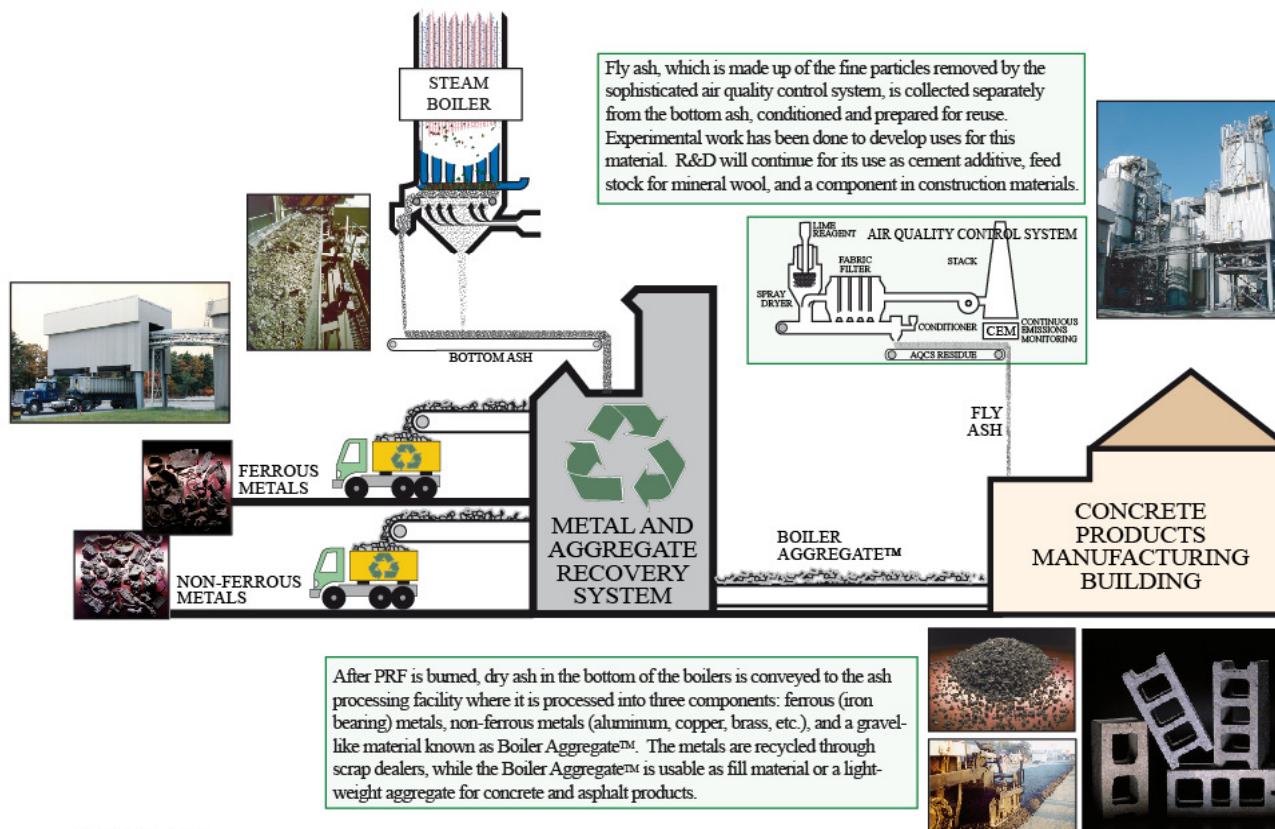 STEAM
BOILER
Fly ash, which is made up of the fine particles removed by the
sophisticated air quality control system, is collected separately
from the bottom ash, conditioned and prepared for reuse.
Experimental work has been done to develop uses for this
material. R&D will continue for its use as cement additive, feed
stock for mineral wool, and a component in construction materials.
LIME
REAGENT
AIR QUALITY CONTROL SYSTEM
FABRIC
FILTER
STACK
SPRAY
DRYER
CONDITIONER
CEM
CONTINUOUS
EMISSIONS
MONITORING
AQCS RESIDUE
BOTTOM ASH
FLY
ASH
FERROUS
METALS
NON-FERROUS
METALS
METAL AND
AGGREGATE
RECOVERY
SYSTEM
BOILER
AGGREGATE™
CONCRETE
PRODUCTS
MANUFACTURING
BUILDING
After PRF is burned, dry ash in the bottom of the boilers is conveyed to the ash
processing facility where it is processed into three components: ferrous (iron
bearing) metals, non-ferrous metals (aluminum, copper, brass, etc.), and a gravel-
like material known as Boiler Aggregate™. The metals are recycled through
scrap dealers, while the Boiler Aggregate™ is usable as fill material or a light-
weight aggregate for concrete and asphalt products.